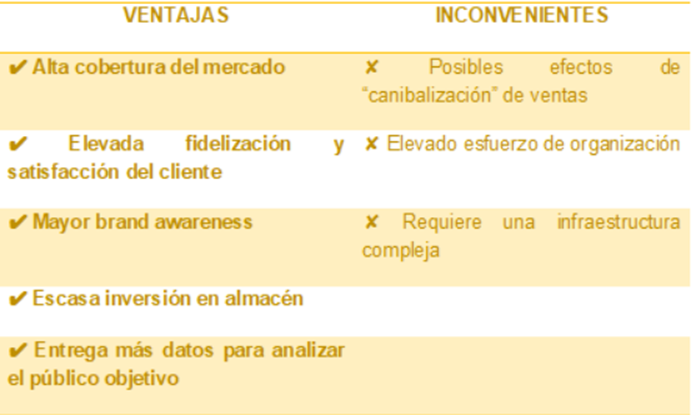 VENTAJAS INCONVENIENTES
✔ Alta cobertura del mercado
✘ Posibles efectos de
“canibalización” de ventas
✔ Elevada fidelización y
satisfacción del cliente
✘ Elevado esfuerzo de organización
✔ Mayor brand awareness
✘ Requiere una infraestructura
compleja
✔ Escasa inversión en almacén
✔ Entrega más datos para analizar
el público objetivo